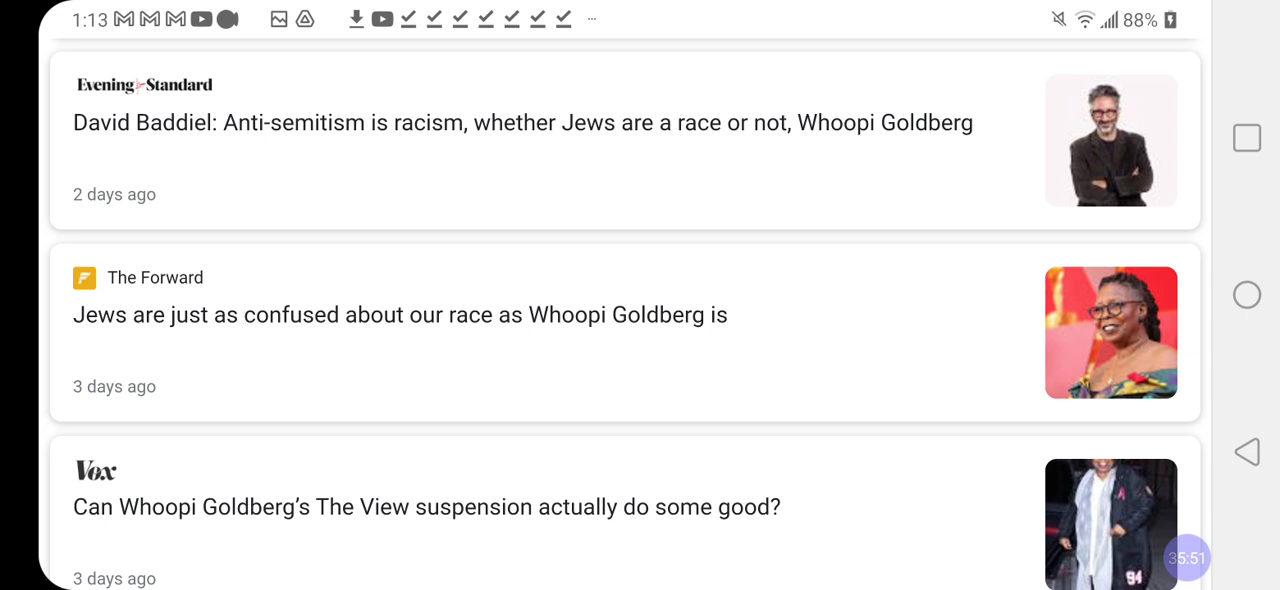 1:13
88%
Evening Standard
David Baddiel: Anti-semitism is racism, whether Jews are a race or not, Whoopi Goldberg
2 days ago
The Forward
Jews are just as confused about our race as Whoopi Goldberg is
3 days ago
Vox
Can Whoopi Goldberg’s The View suspension actually do some good?
94
35:51
3 days ago